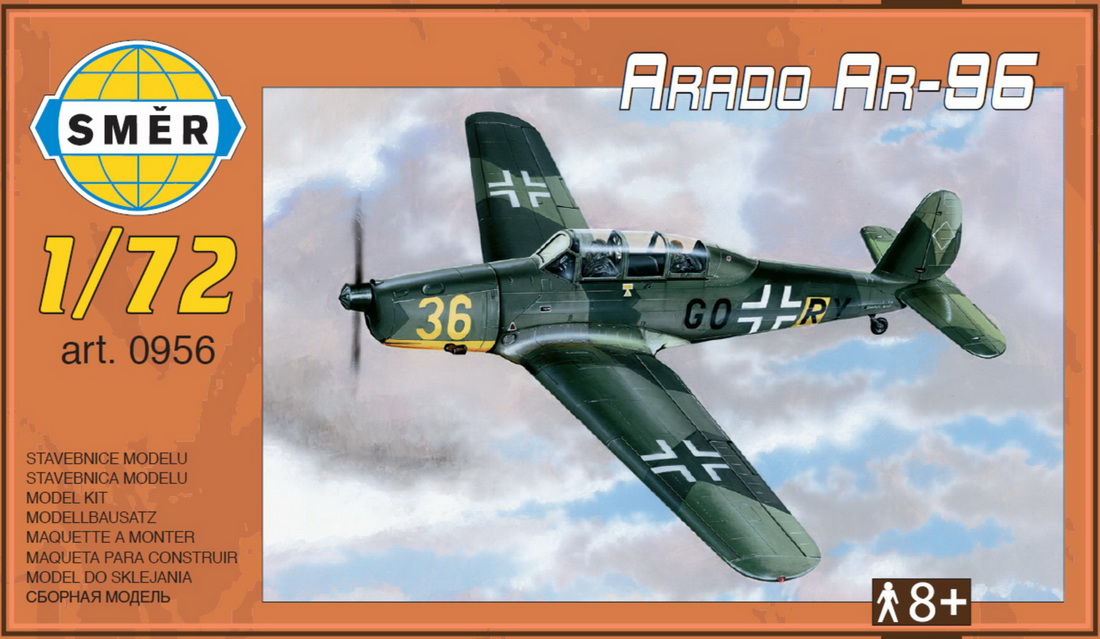 ARADO AR-96
SMĚR
1/72
art. 0956
36
GO RY
STAVEBNICE MODELU
STAVEBNICA MODELU
MODEL KIT
MODELLBAUSATZ
MAQUETTE A MONTER
MAQUETA PARA CONSTRUIR
MODEL DO SKLEJANIA
СБОРНАЯ МОДЕЛЬ
8+